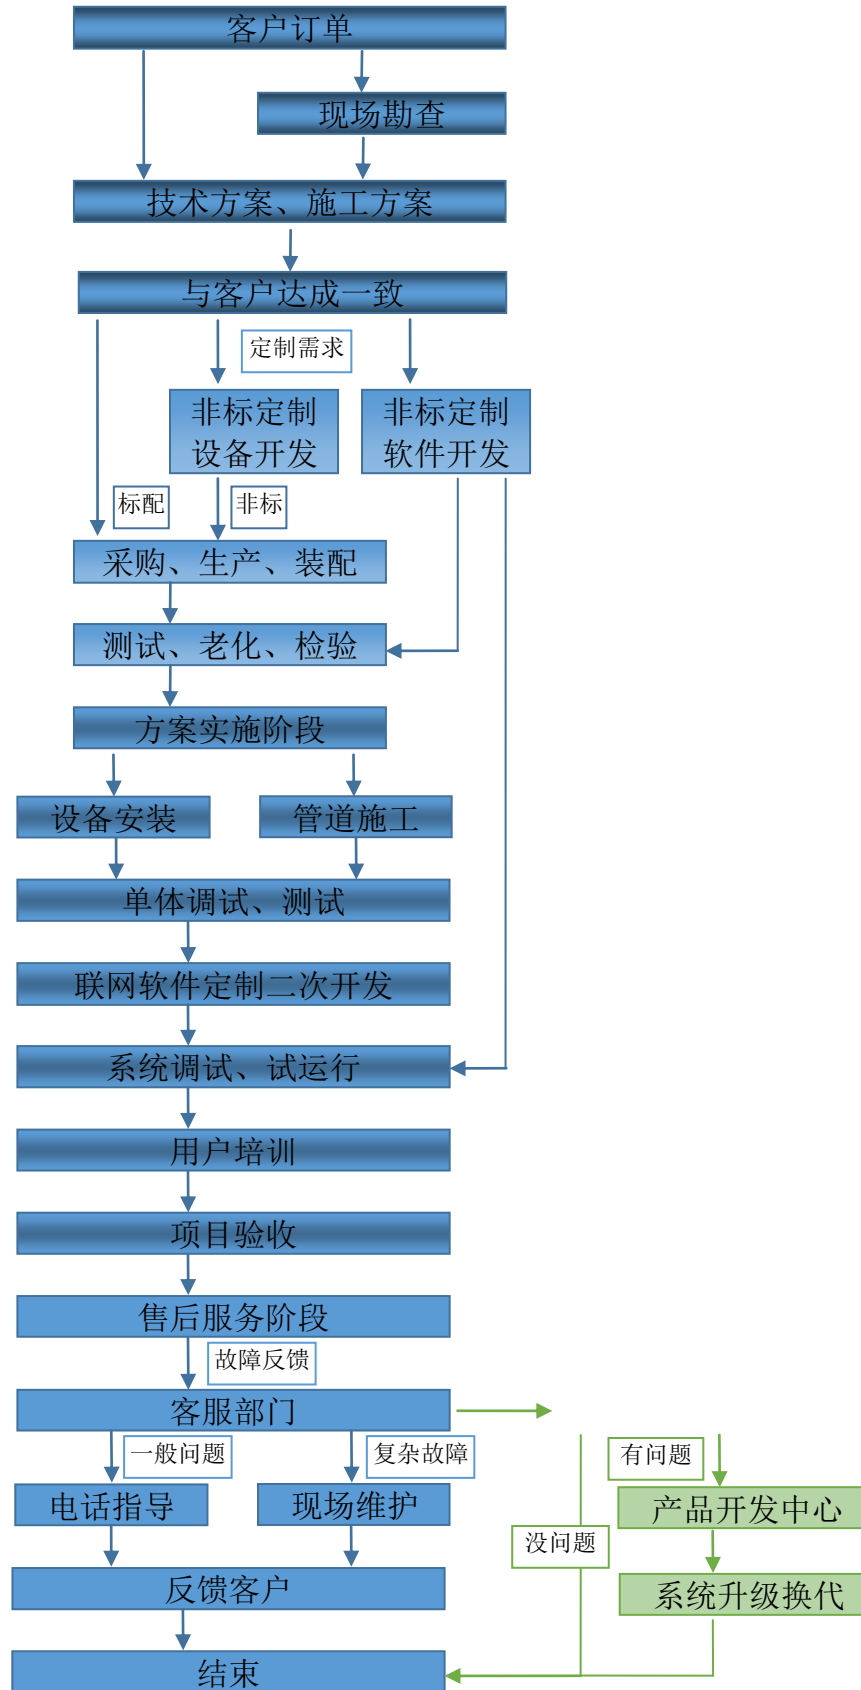 客户订单
现场勘查
技术方案、施工方案
与客户达成一致
定制需求
非标定制
设备开发
非标定制
软件开发
标配
非标
采购、生产、装配
测试、老化、检验
方案实施阶段
设备安装
管道施工
单体调试、测试
联网软件定制二次开发
系统调试、试运行
用户培训
项目验收
售后服务阶段
故障反馈
客服部门
一般问题
复杂故障
有问题
电话指导
现场维护
产品开发中心
没问题
反馈客户
系统升级换代
结束